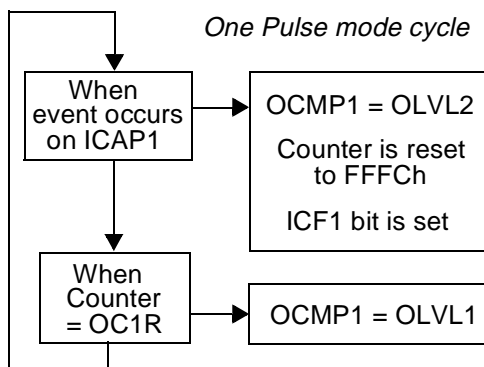 One Pulse mode cycle
When
event occurs
on ICAP1
OCMP1 = OLVL2
Counter is reset
to FFFCh
ICF1 bit is set
When
Counter
= OC1R
OCMP1 = OLVL1